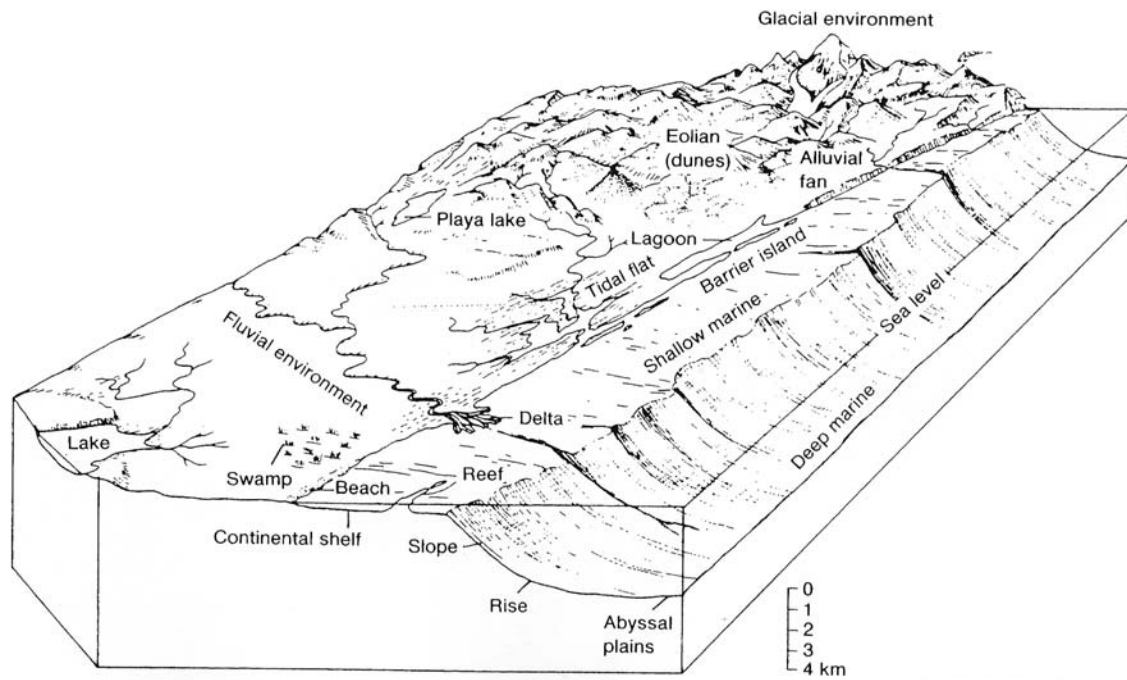 Glacial environment
Eolian
(dunes)
Alluvial
fan
Playa lake
Lagoon
Tidal flat
Barrier island
Shallow marine
Sea level
Deep marine
Fluvial environment
Delta
Lake
Swamp
Beach
Reef
Continental shelf
Slope
Rise
Abyssal
plains
0
1
2
3
4 km